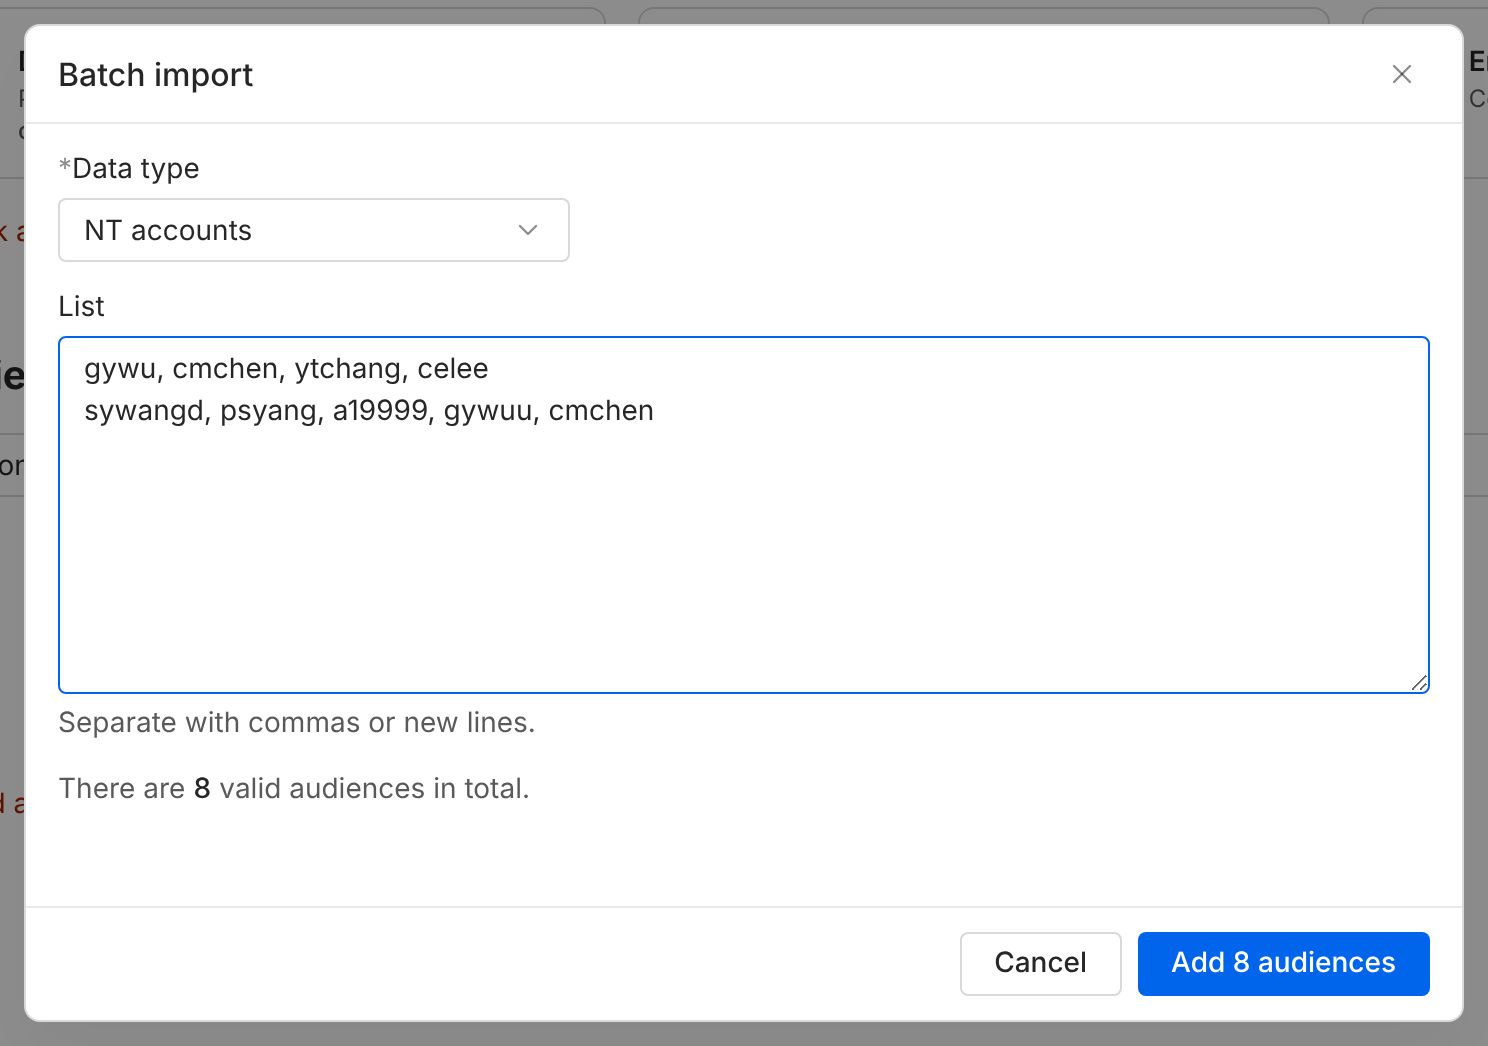 Batch import
*Data type
NT accounts
List
gywu, cmchen, ytchang, celee
sywangd, psyang, a19999, gywuu, cmchen
Separate with commas or new lines.
There are 8 valid audiences in total.
Cancel
Add 8 audiences